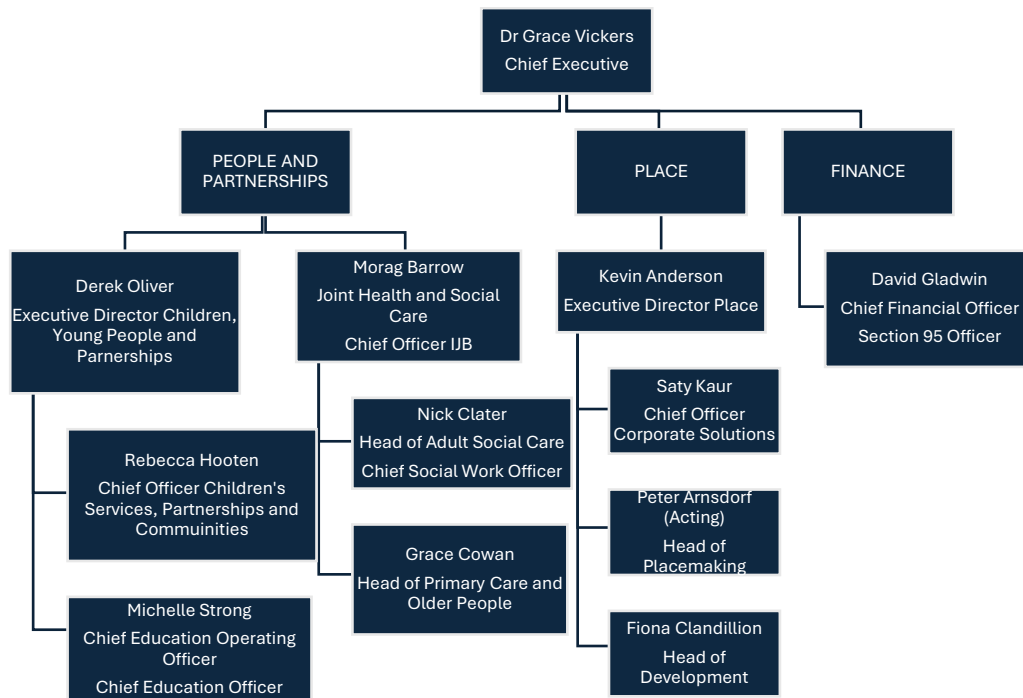 Dr Grace Vickers
Chief Executive
PEOPLE AND
PARTNERSHIPS
PLACE
FINANCE
Derek Oliver
Executive Director Children,
Young People and
Parnerships
Morag Barrow
Joint Health and Social
Care
Chief Officer IJB
Kevin Anderson
Executive Director Place
David Gladwin
Chief Financial Officer
Section 95 Officer
Rebecca Hooten
Chief Officer Children's
Services, Partnerships and
Commuinities
Michelle Strong
Chief Education Operating
Officer
Chief Education Officer
Nick Clater
Head of Adult Social Care
Chief Social Work Officer
Grace Cowan
Head of Primary Care and
Older People
Saty Kaur
Chief Officer
Corporate Solutions
Peter Arnsdorf
(Acting)
Head of
Placemaking
Fiona Clandillion
Head of
Development